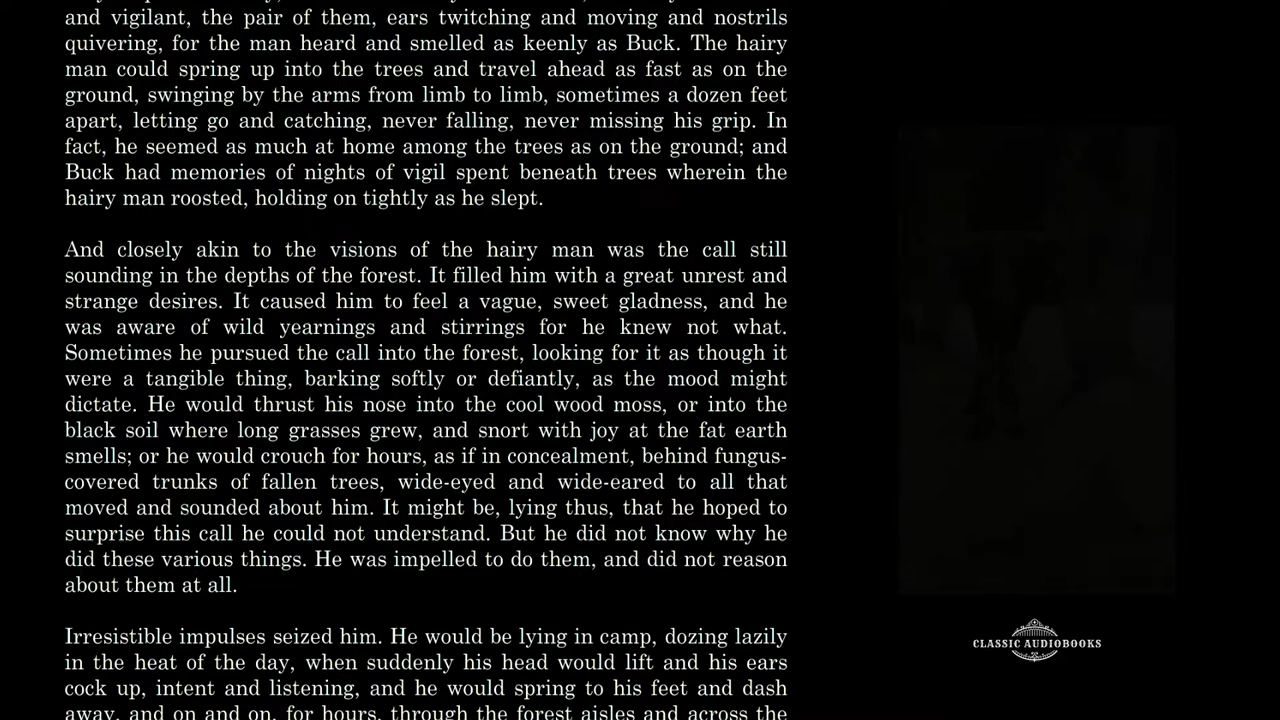 and vigilant, the pair of them, ears twitching and moving and nostrils
quivering, for the man heard and smelled as keenly as Buck. The hairy
man could spring up into the trees and travel ahead as fast as on the
ground, swinging by the arms from limb to limb, sometimes a dozen feet
apart, letting go and catching, never falling, never missing his grip. In
fact, he seemed as much at home among the trees as on the ground; and
Buck had memories of nights of vigil spent beneath trees wherein the
hairy man roosted, holding on tightly as he slept.
And closely akin to the visions of the hairy man was the call still
sounding in the depths of the forest. It filled him with a great unrest and
strange desires. It caused him to feel a vague, sweet gladness, and he
was aware of wild yearnings and stirrings for he knew not what.
Sometimes he pursued the call into the forest, looking for it as though it
were a tangible thing, barking softly or defiantly, as the mood might
dictate. He would thrust his nose into the cool wood moss, or into the
black soil where long grasses grew, and snort with joy at the fat earth
smells; or he would crouch for hours, as if in concealment, behind fungus-
covered trunks of fallen trees, wide-eyed and wide-eared to all that
moved and sounded about him. It might be, lying thus, that he hoped to
surprise this call he could not understand. But he did not know why he
did these various things. He was impelled to do them, and did not reason
about them at all.
Irresistible impulses seized him. He would be lying in camp, dozing lazily
in the heat of the day, when suddenly his head would lift and his ears
cock up, intent and listening, and he would spring to his feet and dash
away, and on and on, for hours, through the forest aisles and across the
CLASSIC AUDIOBOOKS